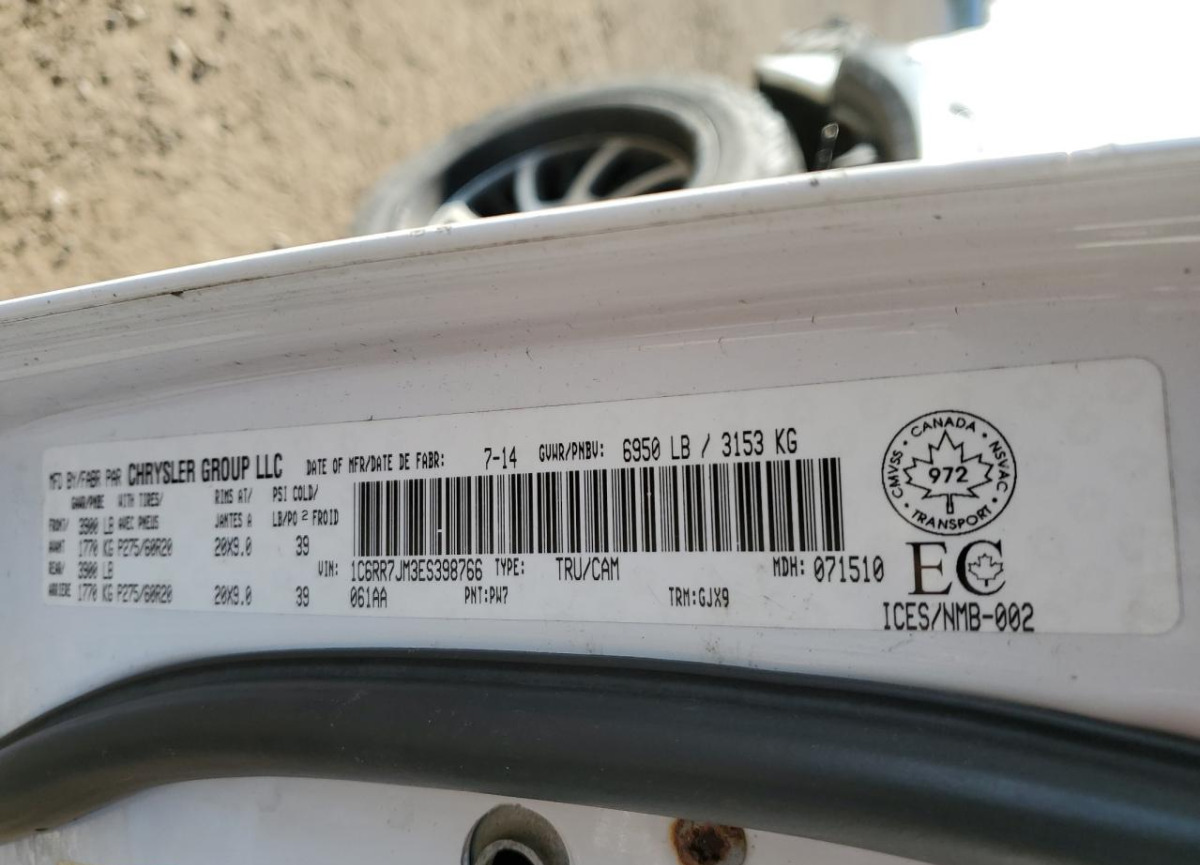 MFD BY/FABR PAR CHRYSLER GROUP LLC DATE OF MFR/DATE DE FABR: 7-14 GVWR/PNBV: 6950 LB / 3153 KG
GAWR/PNBE WITH TIRES/ RIMS AT/ PSI COLD/
FRONT/ 3900 LB AVEC PNEUS JANTES A LB/PO 2 FROID
AVANT 1770 KG P275/60R20 20X9.0 39
REAR/ 3900 LB VIN: 1C6RR7JM3ES398766 TYPE: TRU/CAM MDH: 071510
ARRIERE 1770 KG P275/60R20 20X9.0 39 061AA PNT:PW7 TRM:GJX9
CANADA
CMVSS 972 NSVAC
TRANSPORT
EC
ICES/NMB-002